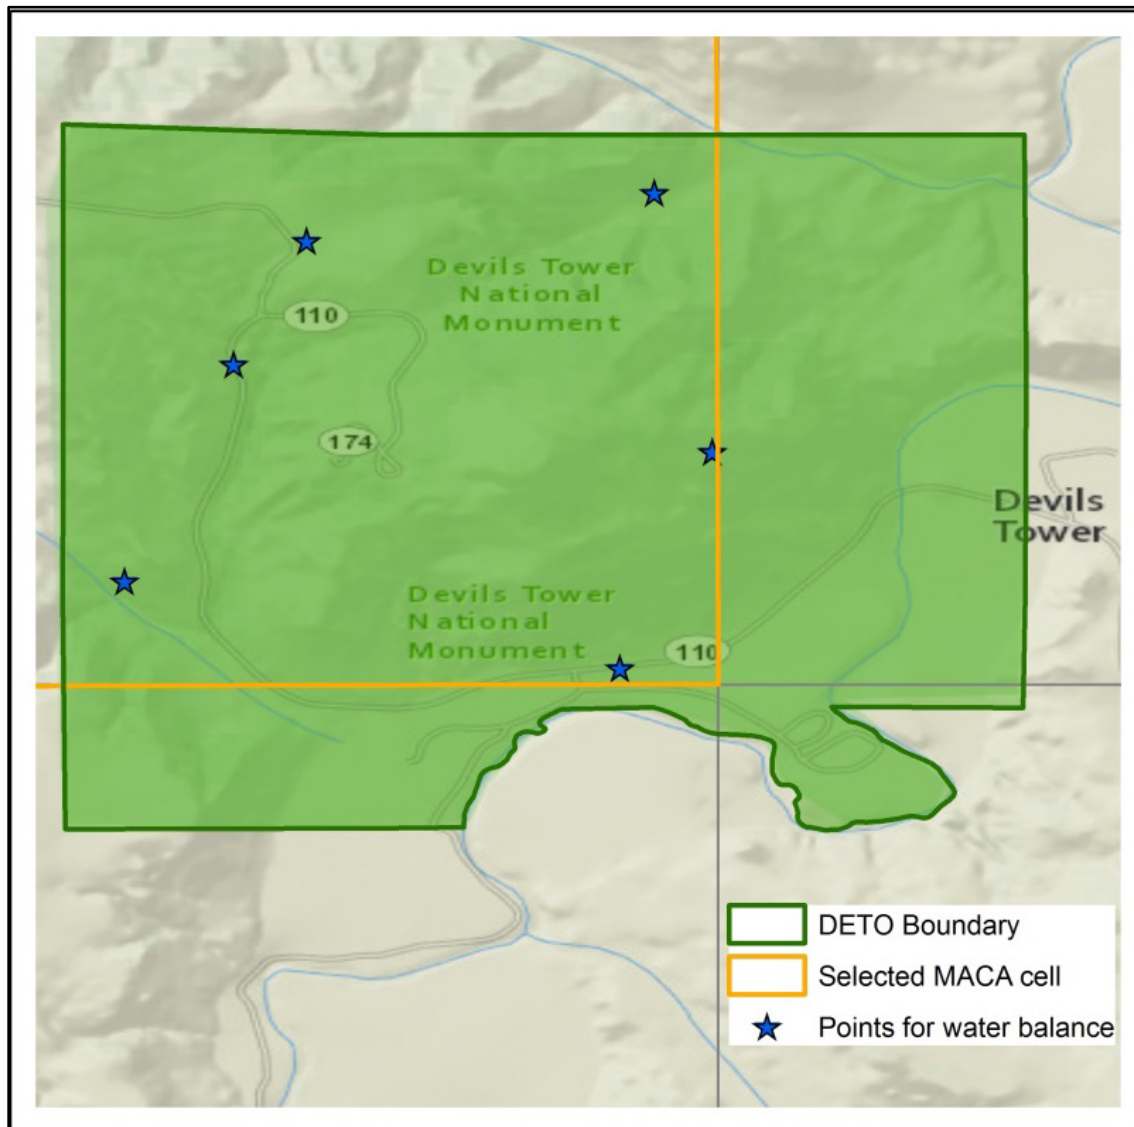 Devils Tower
National
Monument
110
174
Devils
Tower
Devils Tower
National
Monument
110
DETO Boundary
Selected MACA cell
Points for water balance